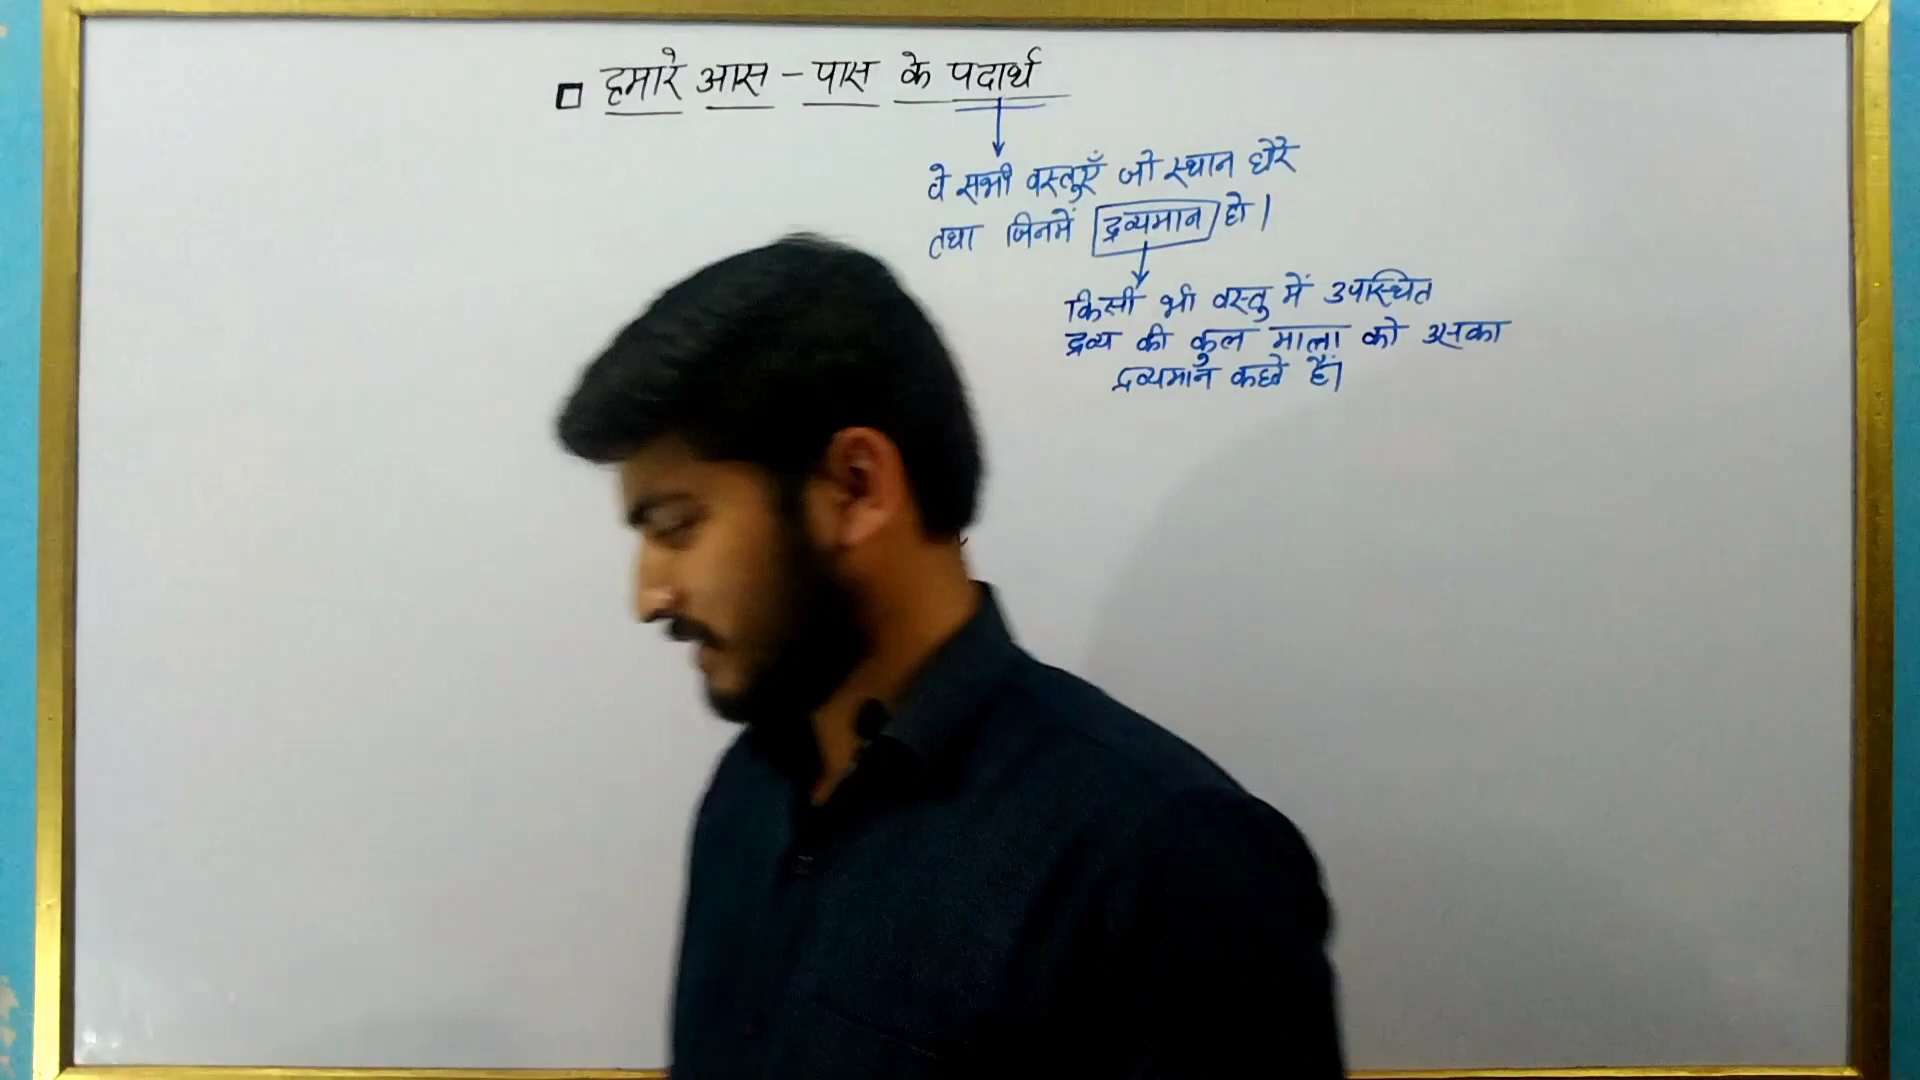 हमारे आस - पास के पदार्थ
वे सभी वस्तुएँ जो स्थान घेरे
तथा जिनमें द्रव्यमान हो।
किसी भी वस्तु में उपस्थित
द्रव्य की कुल मात्रा को उसका
द्रव्यमान कहते हैं।